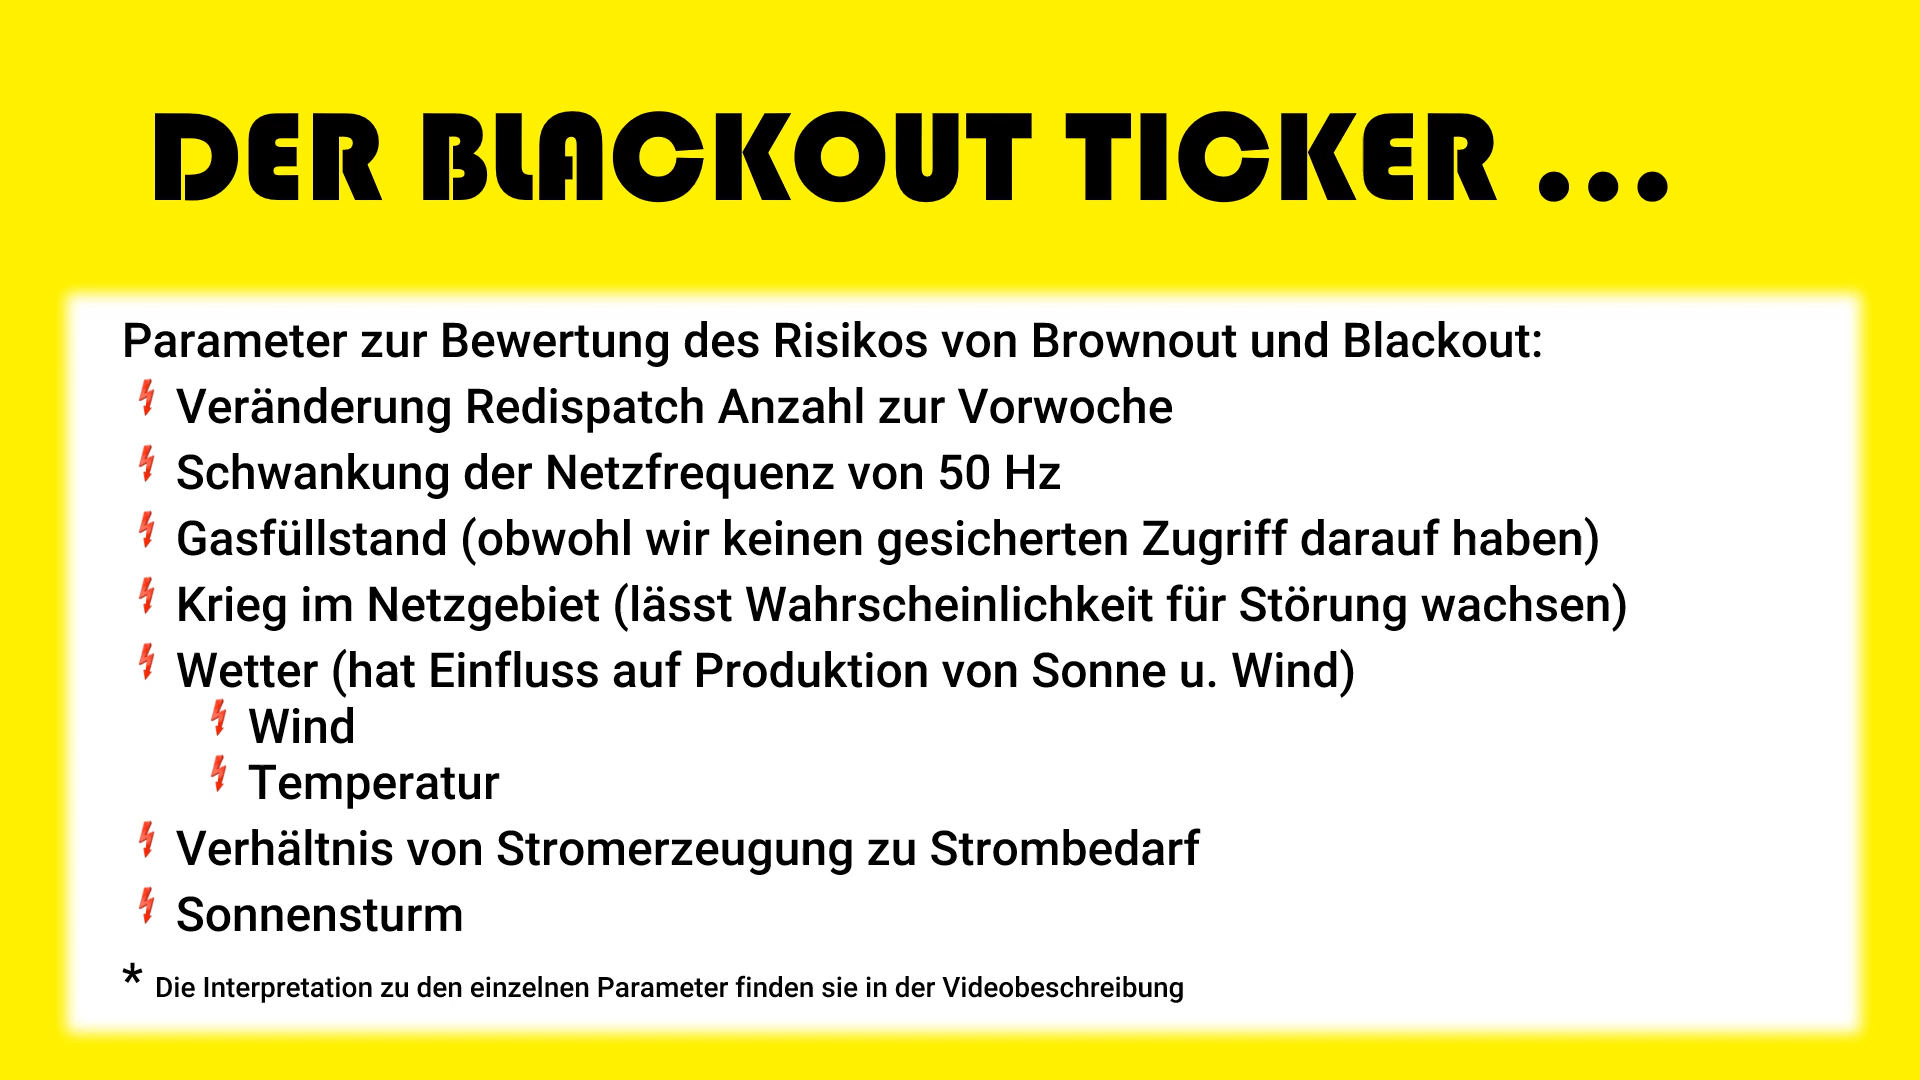 DER BLACKOUT TICKER ...
Parameter zur Bewertung des Risikos von Brownout und Blackout:
Veränderung Redispatch Anzahl zur Vorwoche
Schwankung der Netzfrequenz von 50 Hz
Gasfüllstand (obwohl wir keinen gesicherten Zugriff darauf haben)
Krieg im Netzgebiet (lässt Wahrscheinlichkeit für Störung wachsen)
Wetter (hat Einfluss auf Produktion von Sonne u. Wind)
Wind
Temperatur
Verhältnis von Stromerzeugung zu Strombedarf
Sonnensturm
* Die Interpretation zu den einzelnen Parameter finden sie in der Videobeschreibung